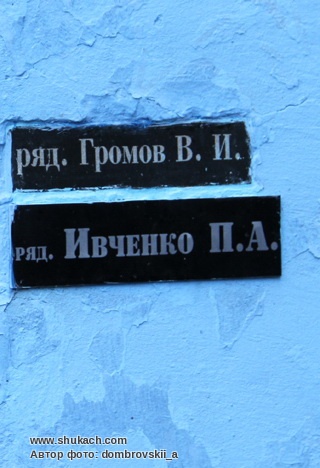 ряд. Громов В. И.
ряд. Ивченко П.А.
www.shukach.com
Автор фото: dombrovskii_a